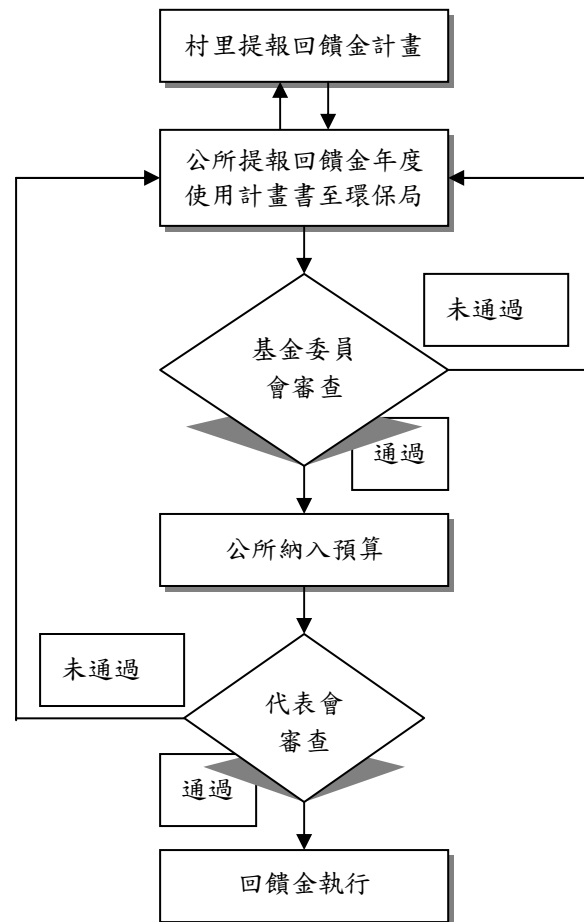 村里提報回饋金計畫
公所提報回饋金年度
使用計畫書至環保局
未通過
基金委員
會審查
通過
公所納入預算
未通過
代表會
審查
通過
回饋金執行